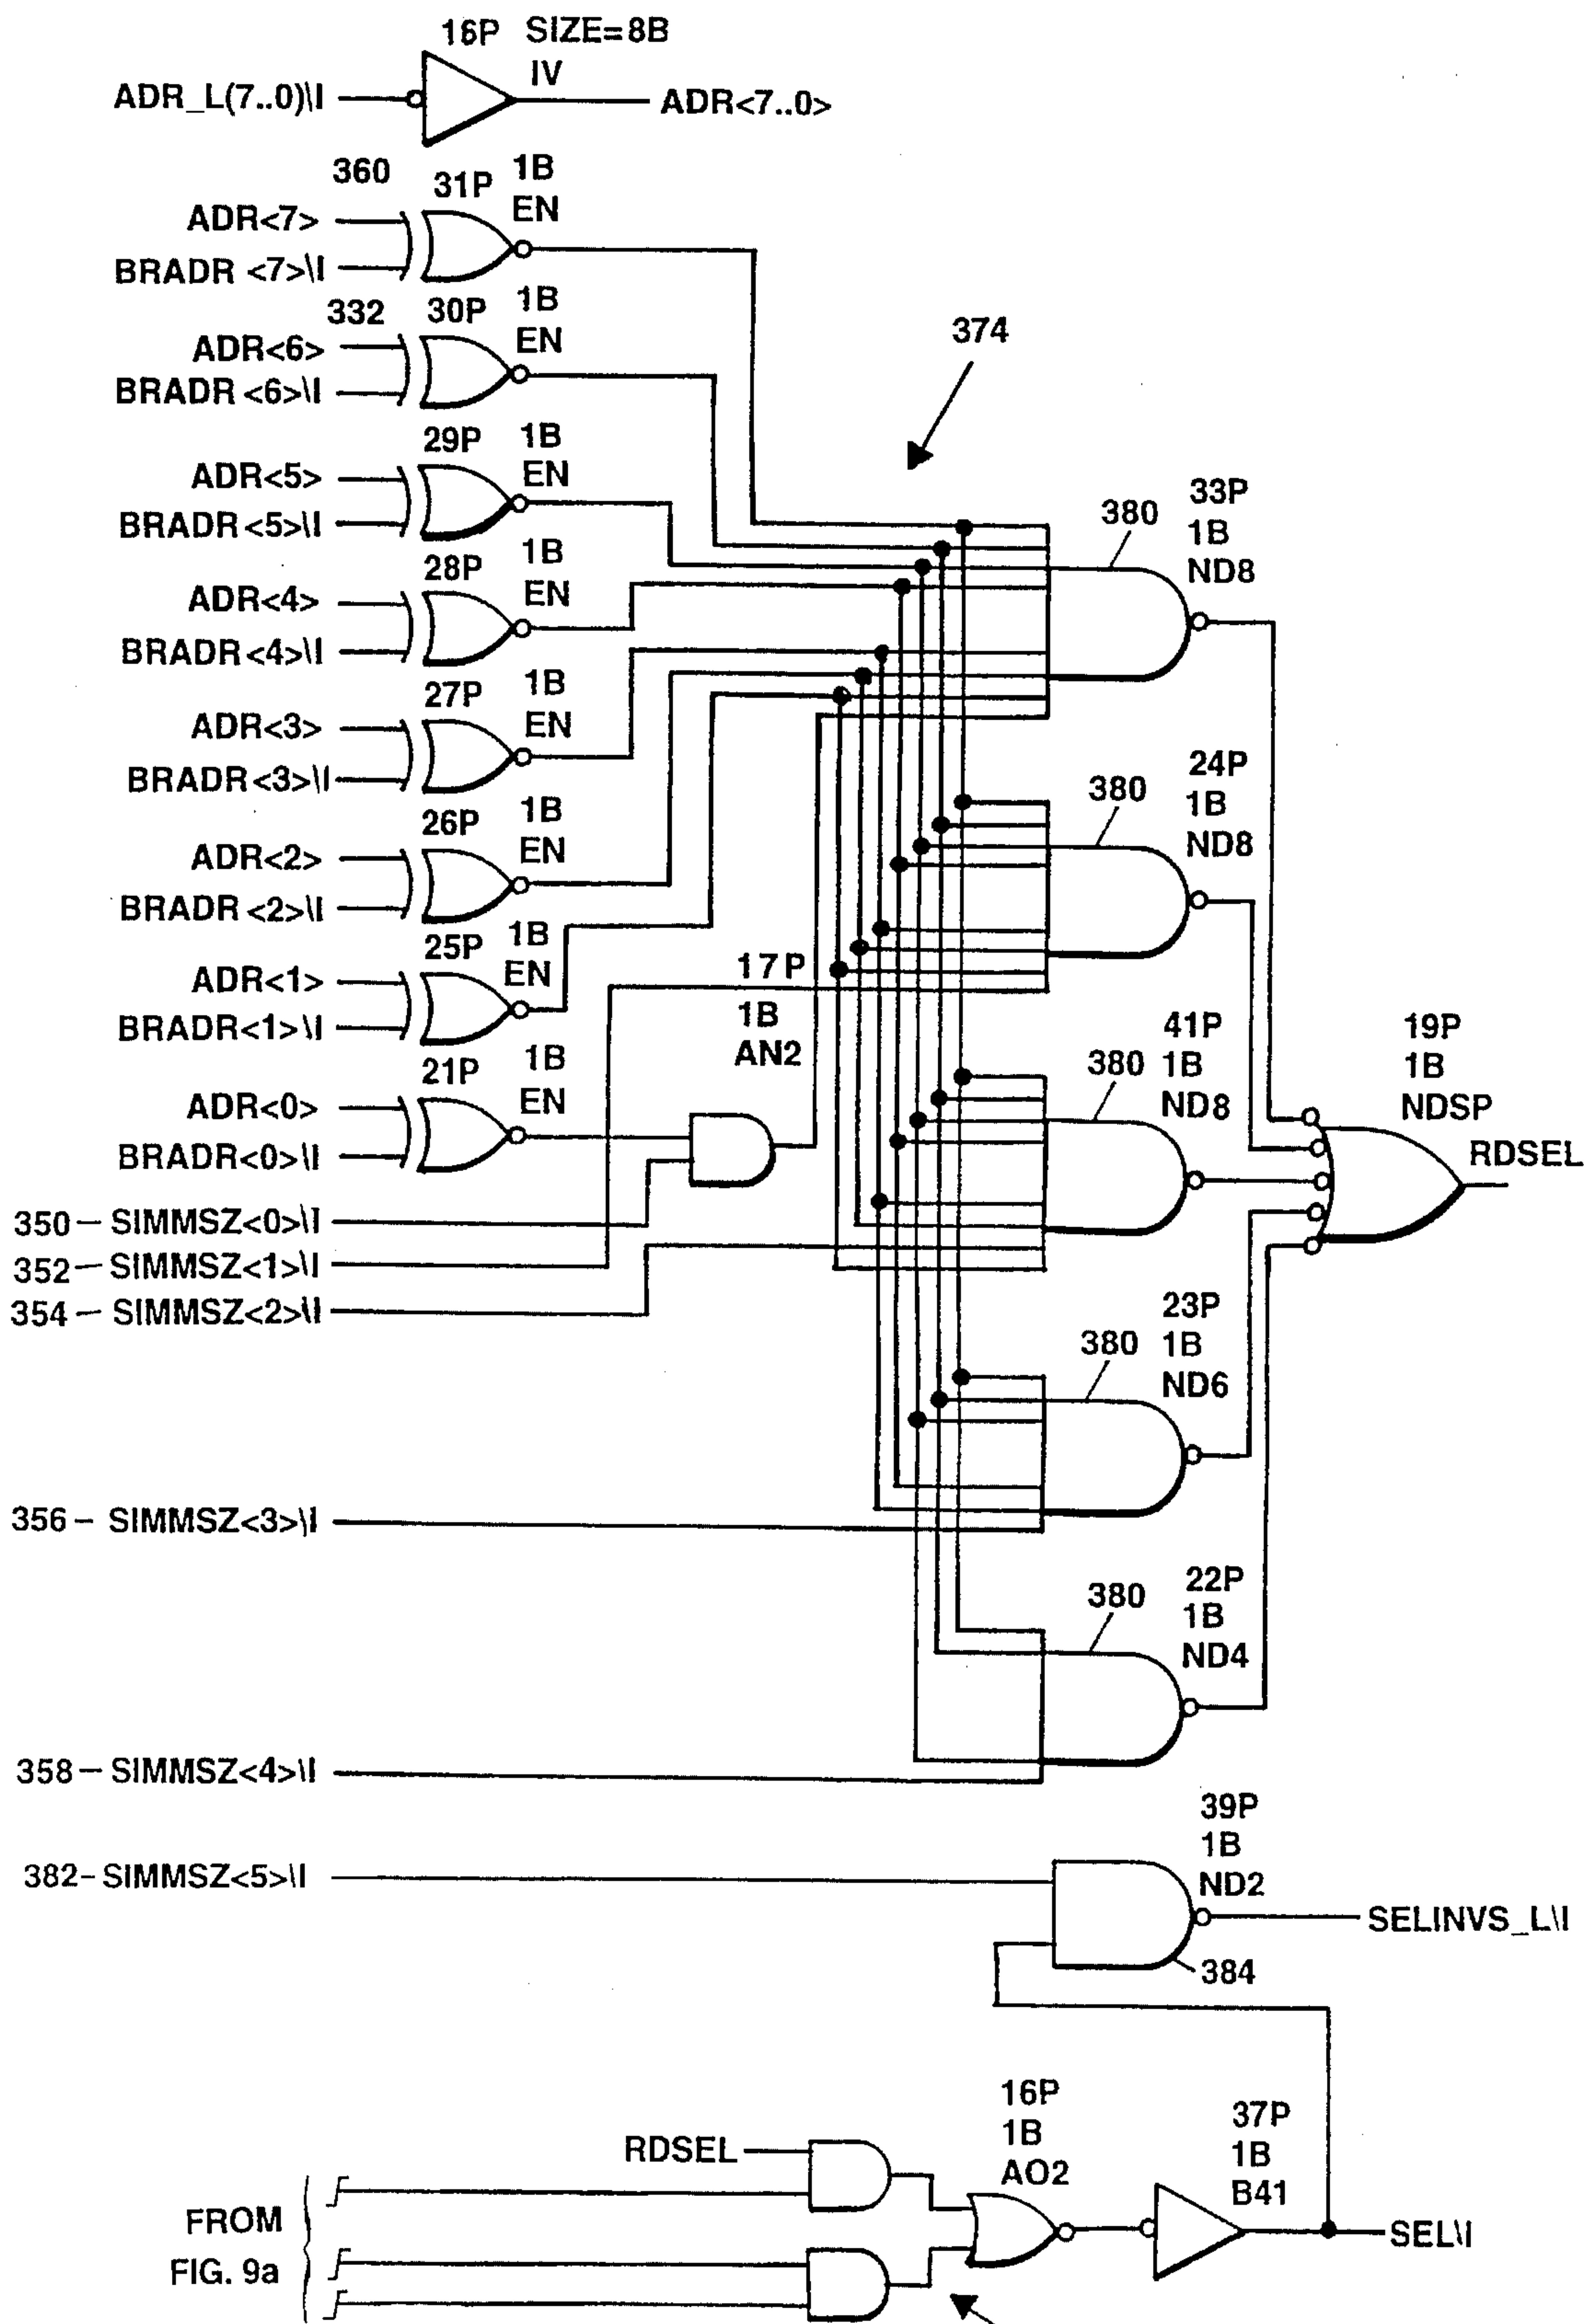 16P SIZE=8B
IV
ADR_L(7..0)\I
ADR<7..0>
360
31P
1B
EN
ADR<7>
BRADR <7>\I
332
30P
1B
EN
ADR<6>
BRADR <6>\I
374
29P
1B
EN
ADR<5>
BRADR <5>\I
380
33P
1B
ND8
28P
1B
EN
ADR<4>
BRADR <4>\I
27P
1B
EN
ADR<3>
BRADR <3>\I
380
24P
1B
ND8
26P
1B
EN
ADR<2>
BRADR <2>\I
25P
1B
EN
ADR<1>
BRADR<1>\I
17P
1B
AN2
380
41P
1B
ND8
19P
1B
NDSP
RDSEL
21P
1B
EN
ADR<0>
BRADR<0>\I
350 - SIMMSZ<0>\I
352 - SIMMSZ<1>\I
354 - SIMMSZ<2>\I
380
23P
1B
ND6
356 - SIMMSZ<3>\I
380
22P
1B
ND4
358 - SIMMSZ<4>\I
39P
1B
ND2
382- SIMMSZ<5>\I
SELINVS_L\I
384
16P
1B
AO2
37P
1B
B41
RDSEL
FROM
FIG. 9a
SEL\I